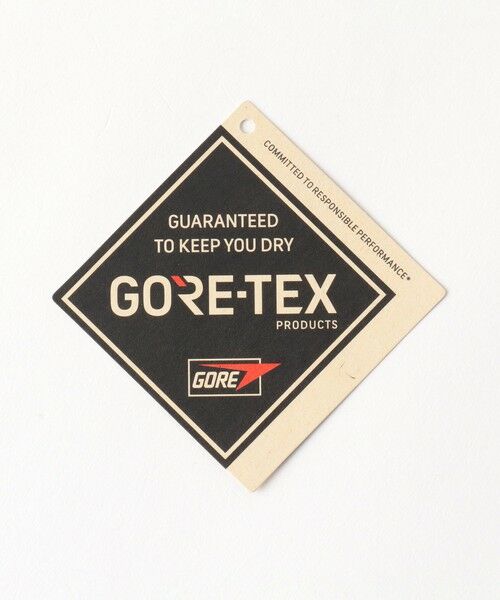 COMMITTED TO RESPONSIBLE PERFORMANCE*
GUARANTEED
TO KEEP YOU DRY
GORE-TEX
PRODUCTS
GORE